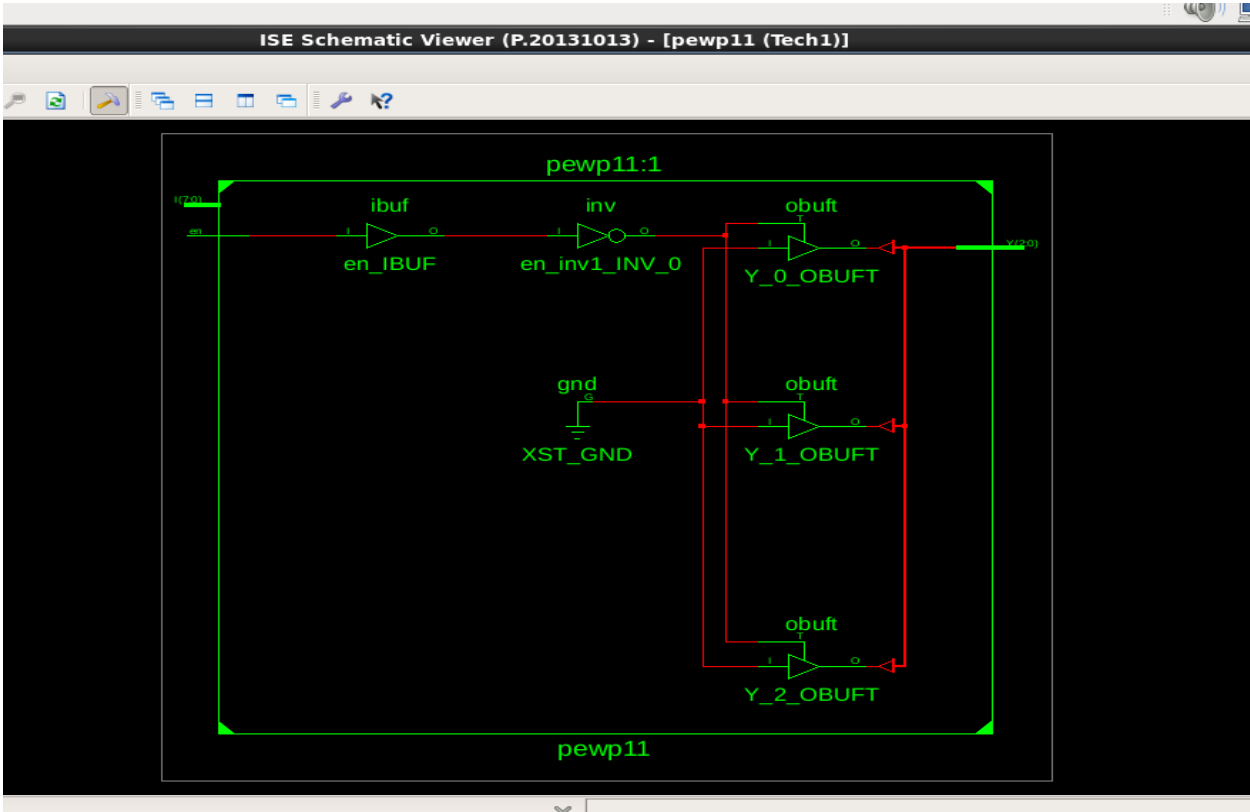 ISE Schematic Viewer (P.20131013) - [pewp11 (Tech1)]
pewp11:1
I(7:0)
ibuf
inv
obuft
T
en
I
O
I
O
I
O
Y(2:0)
en_IBUF
en_inv1_INV_0
Y_0_OBUFT
gnd
obuft
G
T
I
O
XST_GND
Y_1_OBUFT
obuft
T
I
O
Y_2_OBUFT
pewp11